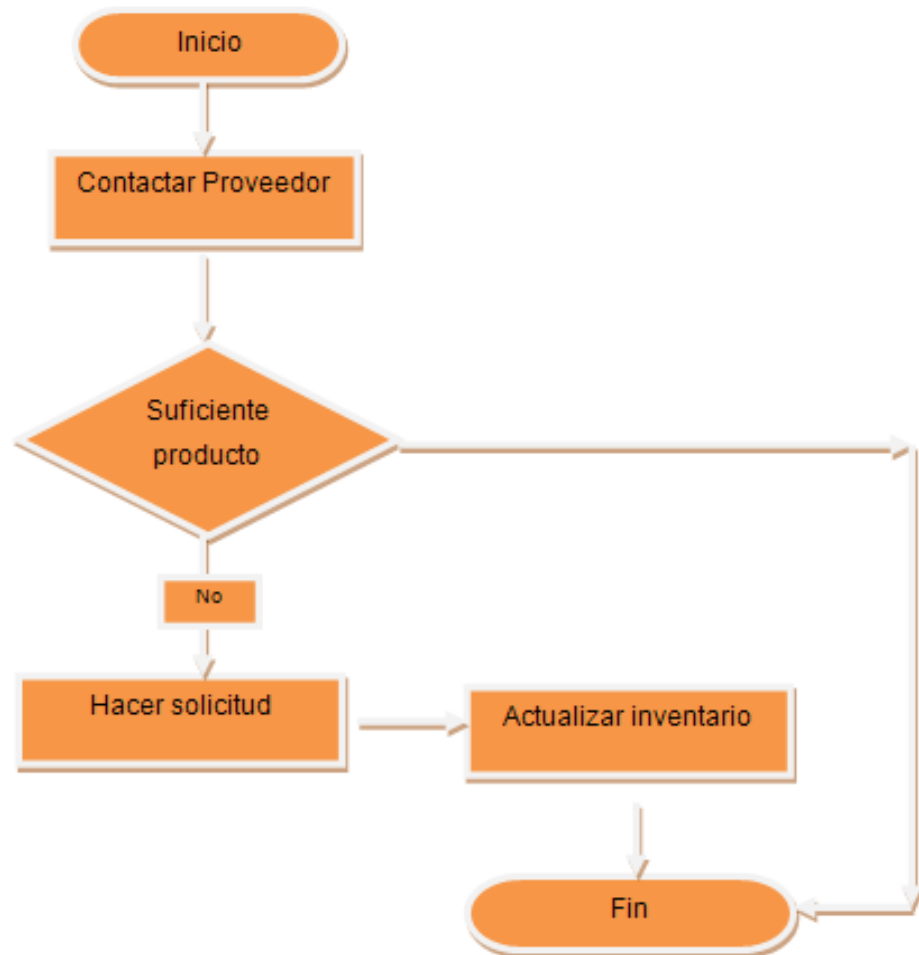 Inicio
Contactar Proveedor
Suficiente
producto
No
Hacer solicitud
Actualizar inventario
Fin